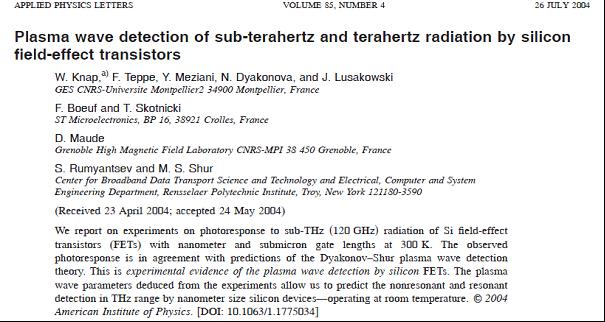 APPLIED PHYSICS LETTERS VOLUME 85, NUMBER 4 26 JULY 2004
Plasma wave detection of sub-terahertz and terahertz radiation by silicon
field-effect transistors
W. Knap,a) F. Teppe, Y. Meziani, N. Dyakonova, and J. Lusakowski
GES CNRS-Universite Montpellier2 34900 Montpellier, France
F. Boeuf and T. Skotnicki
ST Microelectronics, BP 16, 38921 Crolles, France
D. Maude
Grenoble High Magnetic Field Laboratory CNRS-MPI 38 450 Grenoble, France
S. Rumyantsev and M. S. Shur
Center for Broadband Data Transport Science and Technology and Electrical, Computer and System
Engineering Department, Rensselaer Polytechnic Institute, Troy, New York 121180-3590
(Received 23 April 2004; accepted 24 May 2004)
We report on experiments on photoresponse to sub-THz (120 GHz) radiation of Si field-effect
transistors (FETs) with nanometer and submicron gate lengths at 300 K. The observed
photoresponse is in agreement with predictions of the Dyakonov–Shur plasma wave detection
theory. This is experimental evidence of the plasma wave detection by silicon FETs. The plasma
wave parameters deduced from the experiments allow us to predict the nonresonant and resonant
detection in THz range by nanometer size silicon devices—operating at room temperature. © 2004
American Institute of Physics. [DOI: 10.1063/1.1775034]